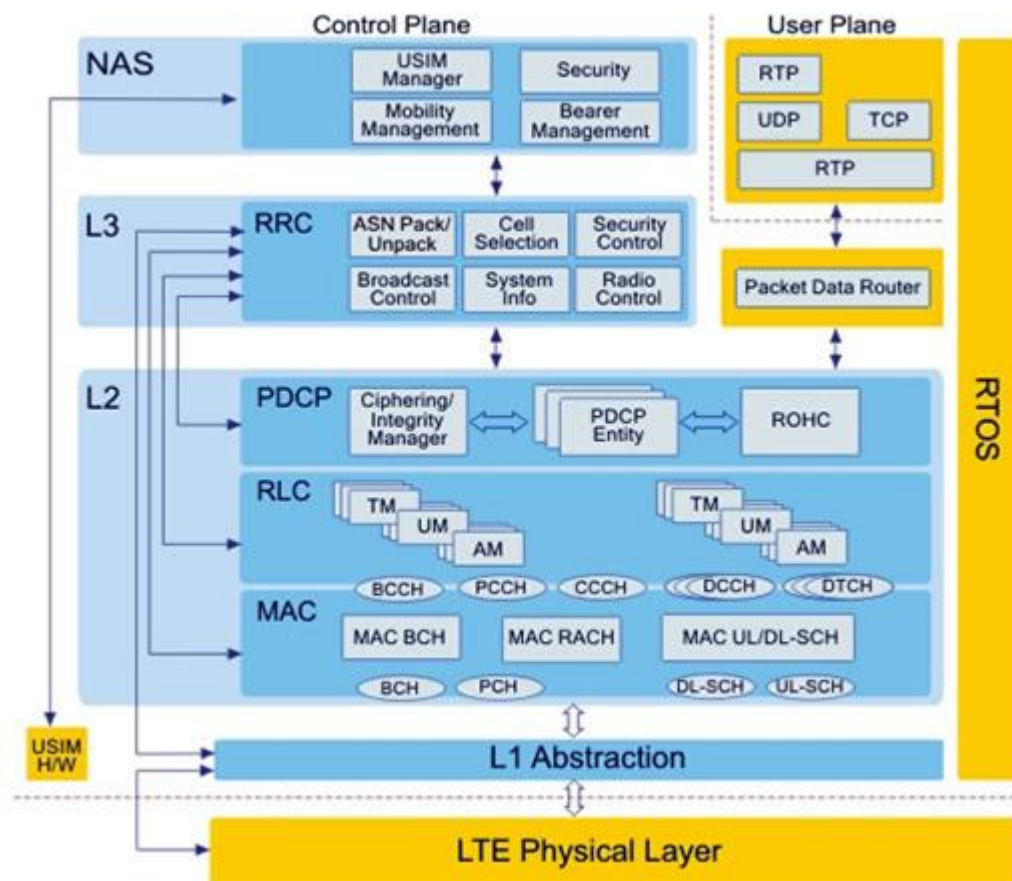 Control Plane
User Plane
NAS
USIM
Manager
Security
Mobility
Management
Bearer
Management
RTP
UDP
TCP
RTP
L3
RRC
ASN Pack/
Unpack
Cell
Selection
Security
Control
Broadcast
Control
System
Info
Radio
Control
Packet Data Router
RTOS
L2
PDCP
Ciphering/
Integrity
Manager
PDCP
Entity
ROHC
RLC
TM
UM
AM
TM
UM
AM
BCCH
PCCH
CCCH
DCCH
DTCH
MAC
MAC BCH
MAC RACH
MAC UL/DL-SCH
BCH
PCH
DL-SCH
UL-SCH
USIM
H/W
L1 Abstraction
LTE Physical Layer